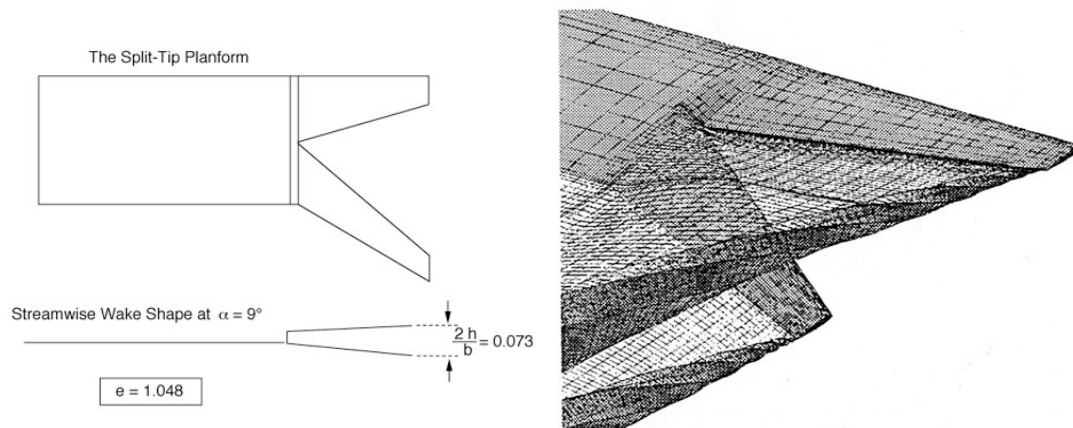 The Split-Tip Planform
Streamwise Wake Shape at α = 9°
2 h
b
= 0.073
e = 1.048